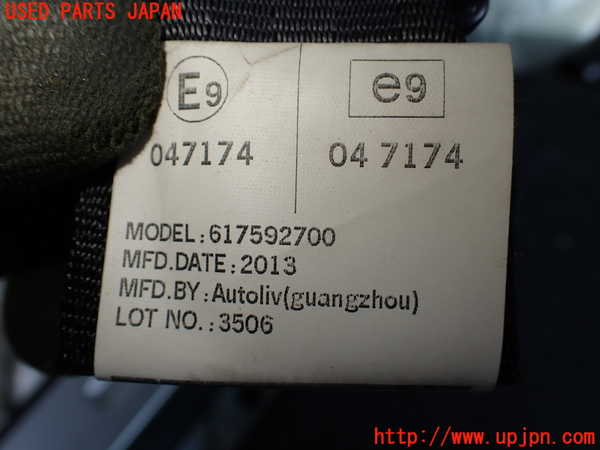 USED PARTS JAPAN
E9
e9
047174
04 7174
MODEL:617592700
MFD.DATE:2013
MFD.BY:Autoliv(guangzhou)
LOT NO.:3506
http://www.upjpn.com/